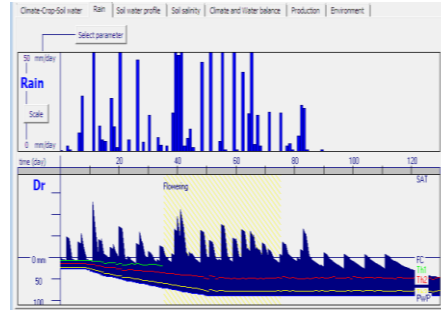 Climate-Crop-Soil water Rain Soil water profile Soil salinity Climate and Water balance Production Environment
Select parameter
50 mm/day
Rain
Scale
0 mm/day
time (day) 20 40 60 80 100 120
Dr Flowering SAT
0 mm FC
Th1
50 Th2
100 PWP